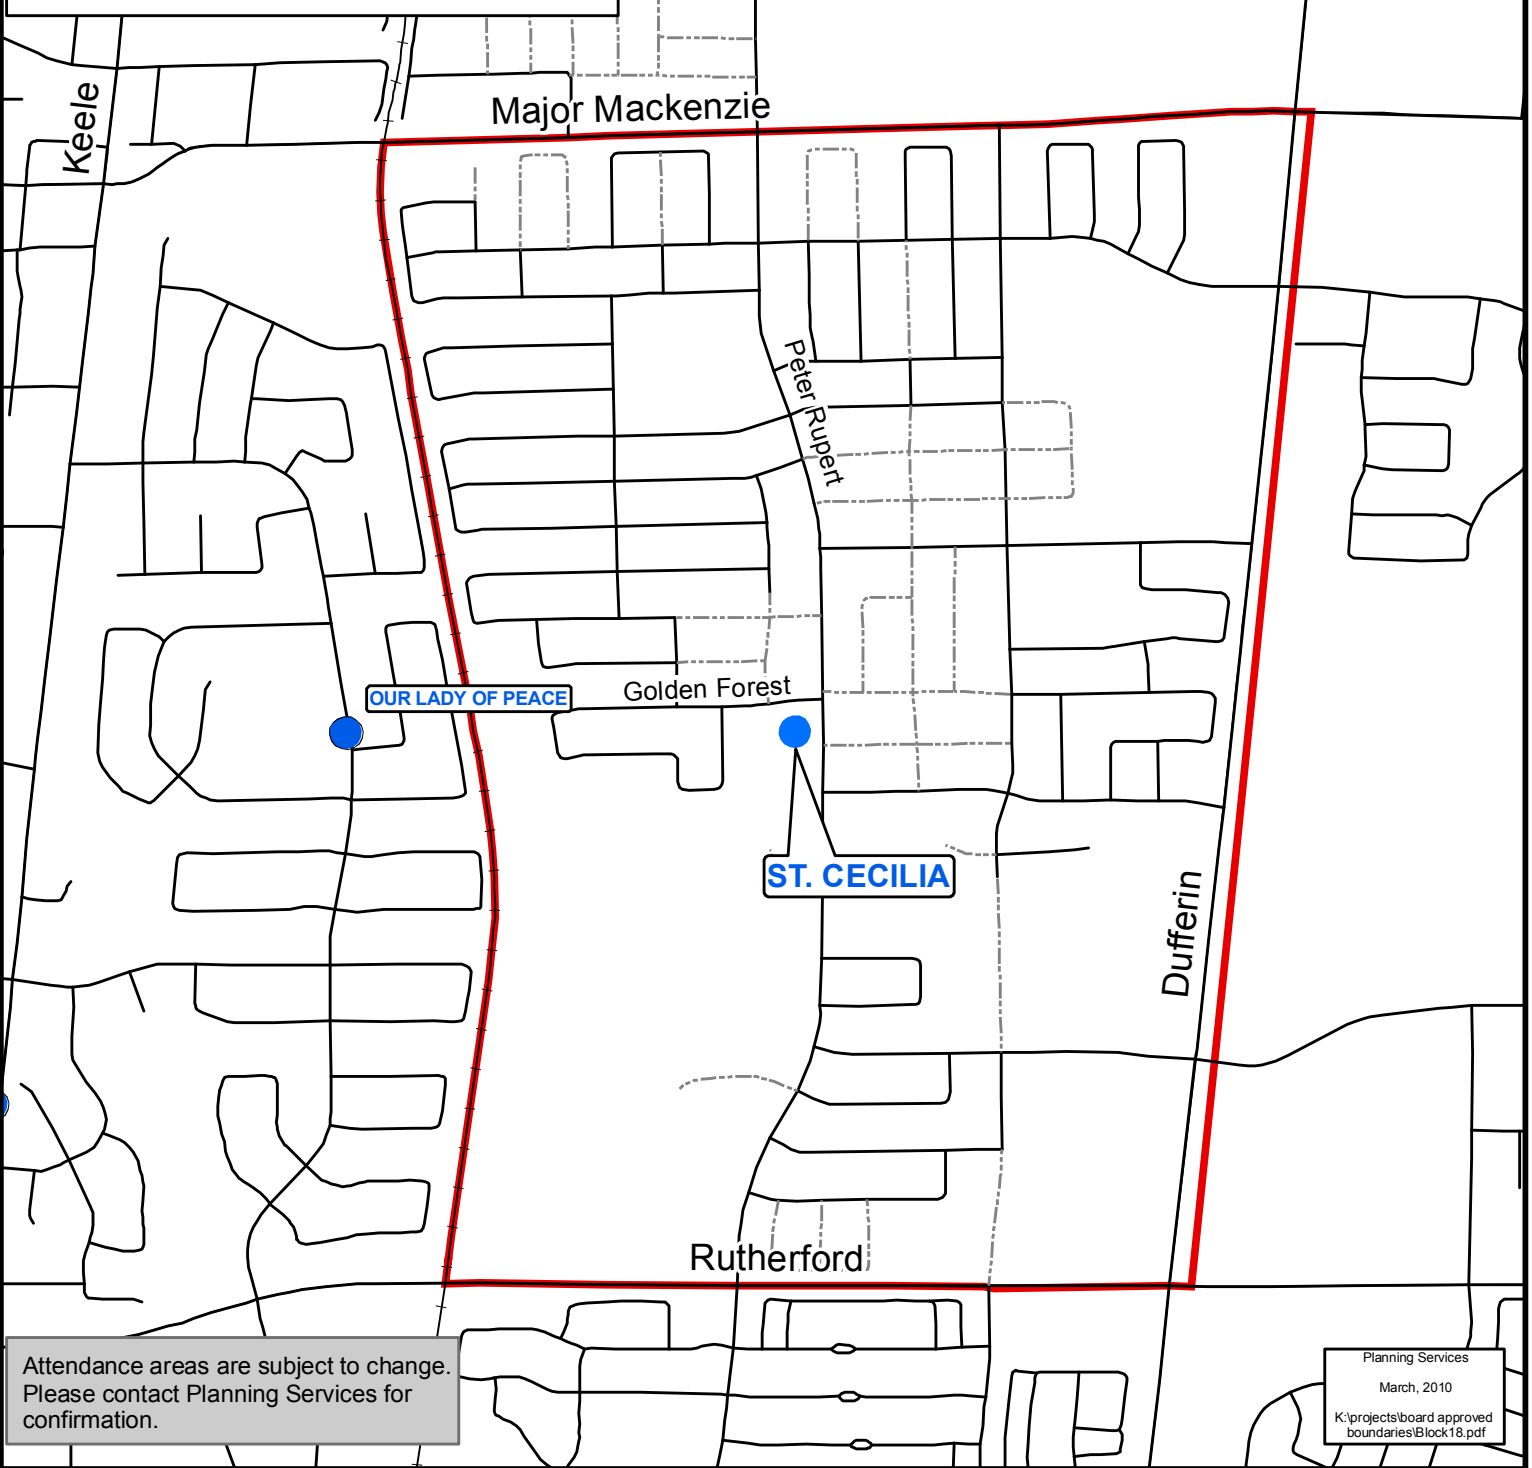 Major Mackenzie
Keele
Peter Rupert
OUR LADY OF PEACE
Golden Forest
ST. CECILIA
Dufferin
Rutherford
Attendance areas are subject to change.
Please contact Planning Services for
confirmation.
Planning Services
March, 2010
K:\projects\board approved
boundaries\Block18.pdf